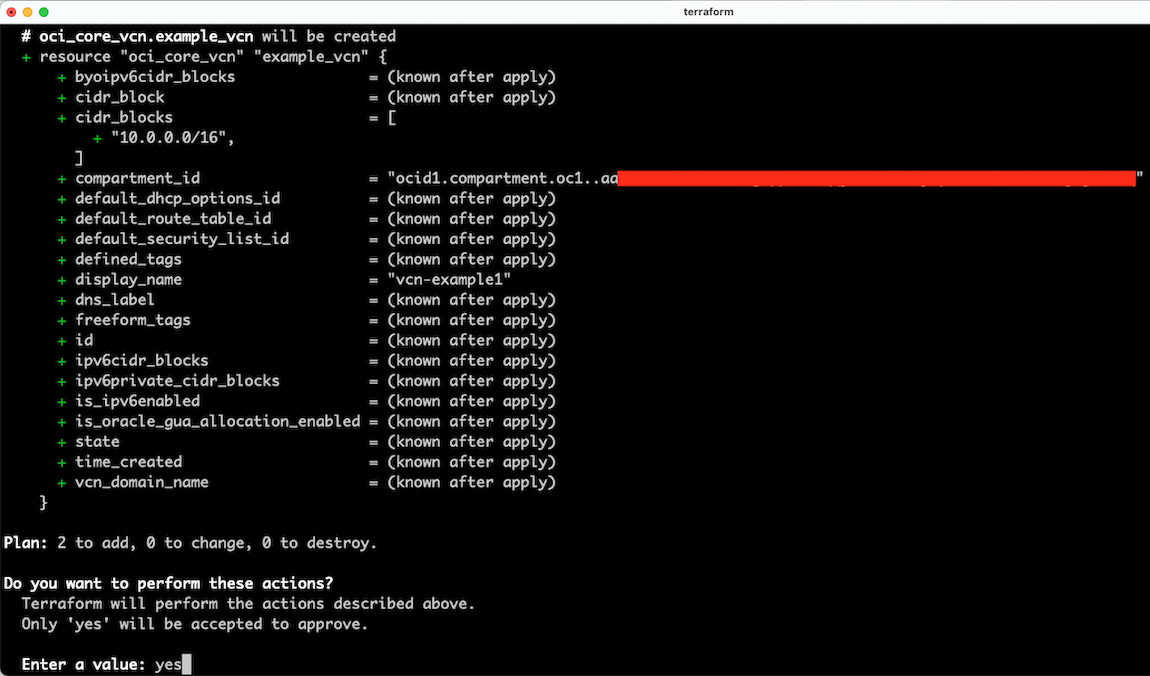 terraform
# oci_core_vcn.example_vcn will be created
+ resource "oci_core_vcn" "example_vcn" {
+ byoipv6cidr_blocks = (known after apply)
+ cidr_block = (known after apply)
+ cidr_blocks = [
+ "10.0.0.0/16",
]
+ compartment_id = "ocid1.compartment.oc1..aa"
+ default_dhcp_options_id = (known after apply)
+ default_route_table_id = (known after apply)
+ default_security_list_id = (known after apply)
+ defined_tags = (known after apply)
+ display_name = "vcn-example1"
+ dns_label = (known after apply)
+ freeform_tags = (known after apply)
+ id = (known after apply)
+ ipv6cidr_blocks = (known after apply)
+ ipv6private_cidr_blocks = (known after apply)
+ is_ipv6enabled = (known after apply)
+ is_oracle_gua_allocation_enabled = (known after apply)
+ state = (known after apply)
+ time_created = (known after apply)
+ vcn_domain_name = (known after apply)
}
Plan: 2 to add, 0 to change, 0 to destroy.
Do you want to perform these actions?
Terraform will perform the actions described above.
Only 'yes' will be accepted to approve.
Enter a value: yes